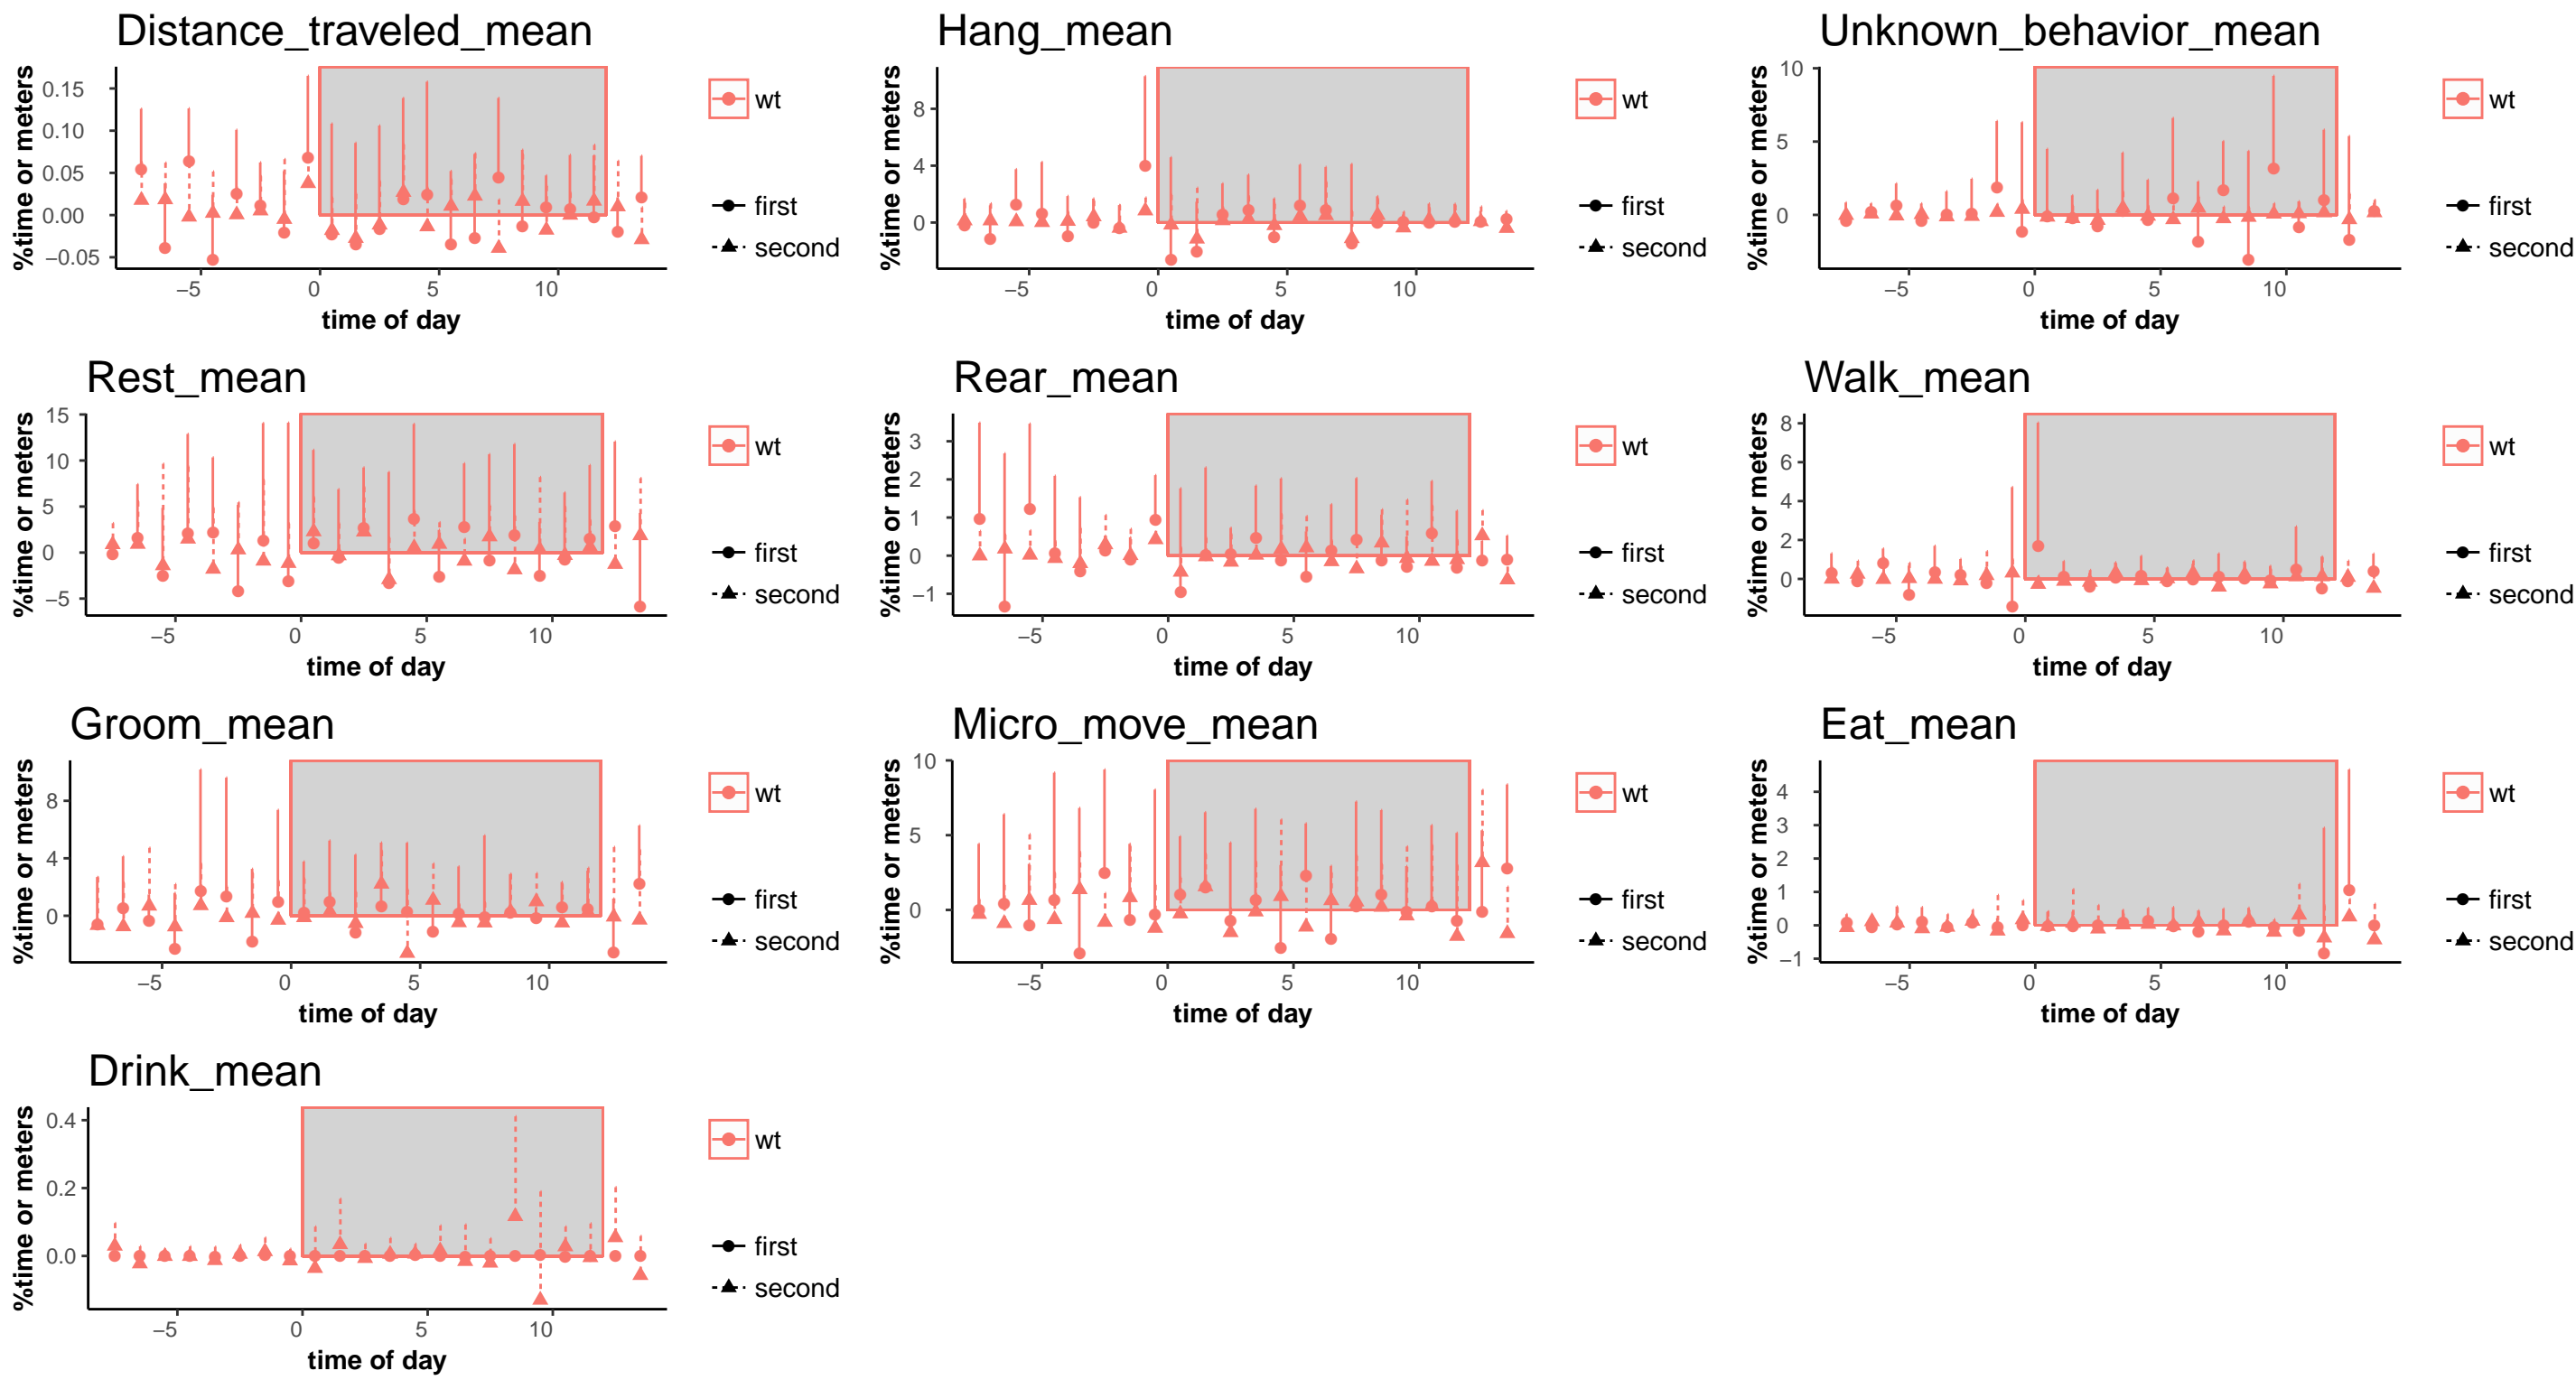 Distance_traveled_mean
%time or meters
0.15
0.10
0.05
0.00
−0.05
−5
0
5
10
time of day
wt
first
second
Hang_mean
%time or meters
8
4
0
−5
0
5
10
time of day
wt
first
second
Unknown_behavior_mean
%time or meters
10
5
0
−5
0
5
10
time of day
wt
first
second
Rest_mean
%time or meters
15
10
5
0
−5
−5
0
5
10
time of day
wt
first
second
Rear_mean
%time or meters
3
2
1
0
−1
−5
0
5
10
time of day
wt
first
second
Walk_mean
%time or meters
8
6
4
2
0
−5
0
5
10
time of day
wt
first
second
Groom_mean
%time or meters
8
4
0
−5
0
5
10
time of day
wt
first
second
Micro_move_mean
%time or meters
10
5
0
−5
0
5
10
time of day
wt
first
second
Eat_mean
%time or meters
4
3
2
1
0
−1
−5
0
5
10
time of day
wt
first
second
Drink_mean
%time or meters
0.4
0.2
0.0
−5
0
5
10
time of day
wt
first
second